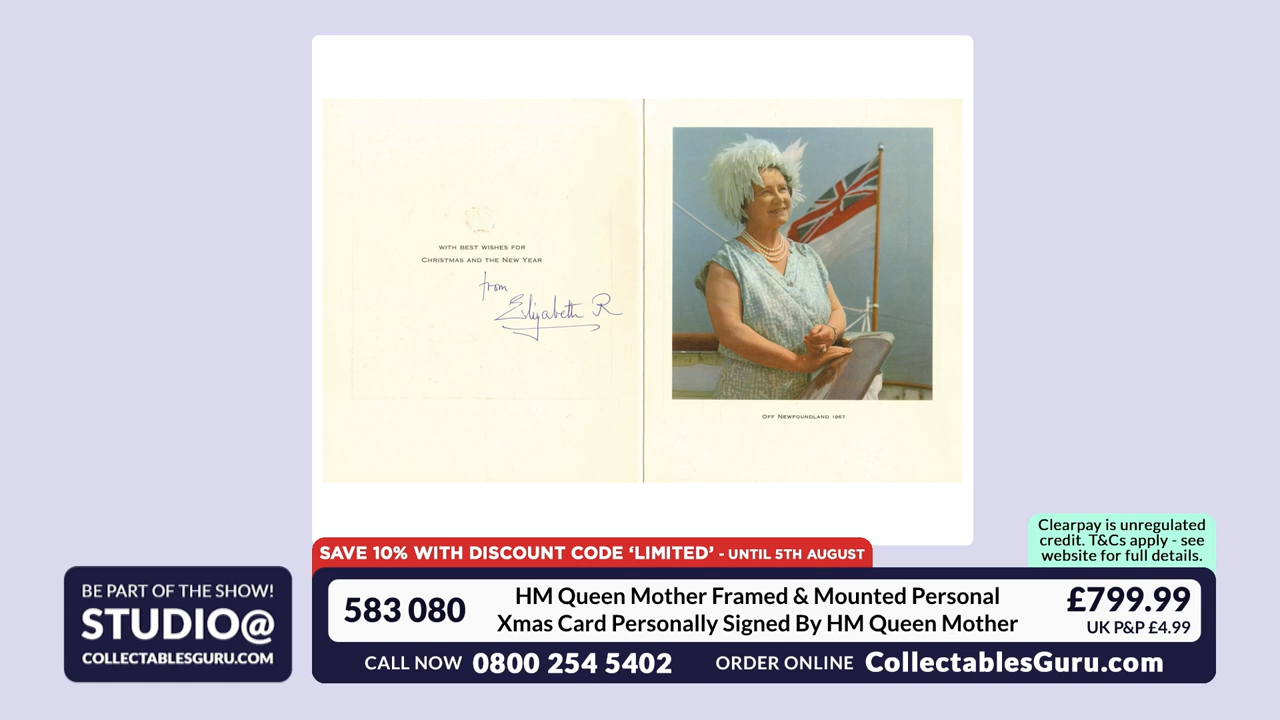 WITH BEST WISHES FOR
CHRISTMAS AND THE NEW YEAR
from
Elizabeth R
OFF NEWFOUNDLAND 1967
Clearpay is unregulated
credit. T&Cs apply - see
website for full details.
SAVE 10% WITH DISCOUNT CODE ‘LIMITED’ - UNTIL 5TH AUGUST
BE PART OF THE SHOW!
STUDIO@
COLLECTABLESGURU.COM
583 080
HM Queen Mother Framed & Mounted Personal
Xmas Card Personally Signed By HM Queen Mother
£799.99
UK P&P £4.99
CALL NOW 0800 254 5402
ORDER ONLINE CollectablesGuru.com